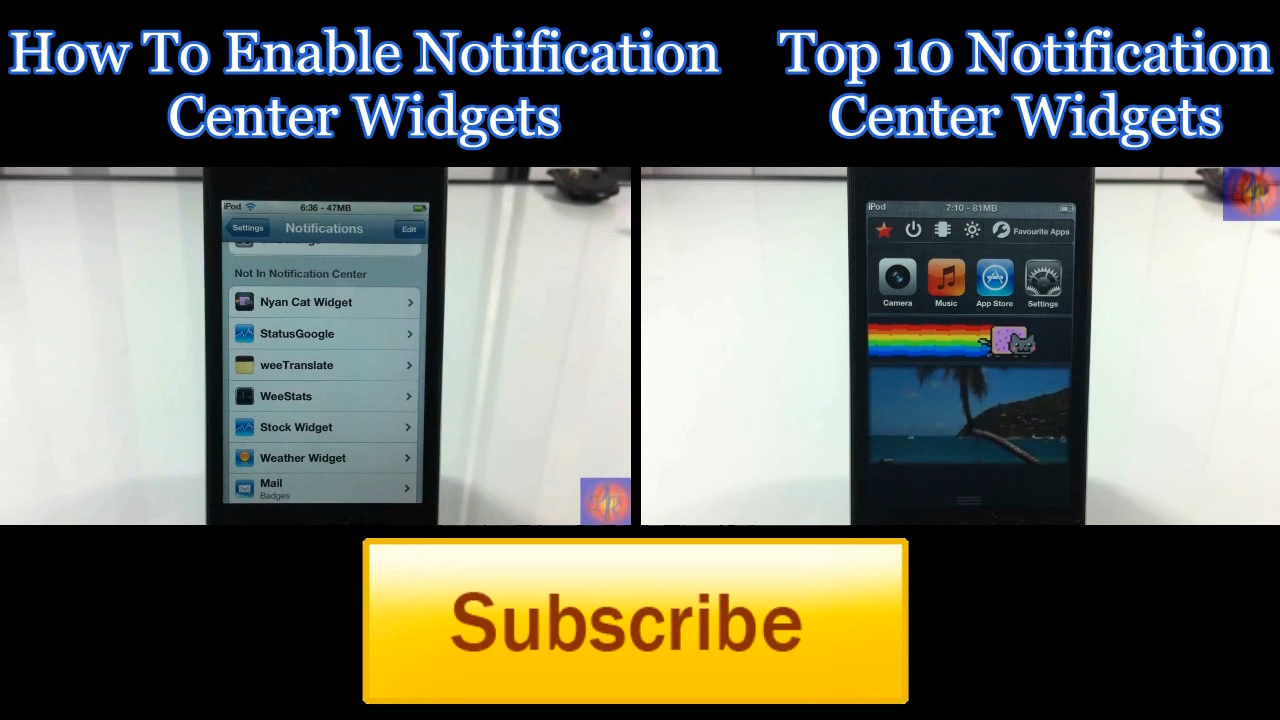 How To Enable Notification
Center Widgets
Top 10 Notification
Center Widgets
iPod 6:36 - 47MB
Settings Notifications Edit
Not In Notification Center
Nyan Cat Widget
StatusGoogle
weeTranslate
WeeStats
Stock Widget
Weather Widget
Mail
Badges
iPod 7:10 - 81MB
Favourite Apps
Camera Music App Store Settings
Subscribe